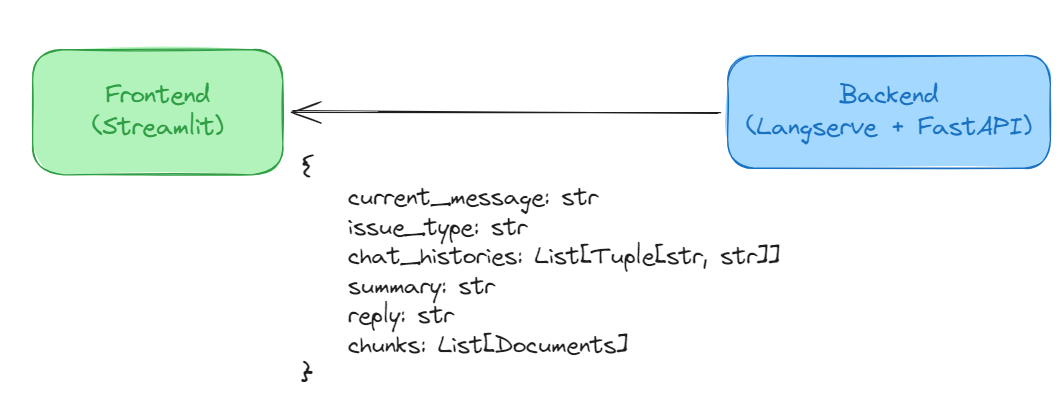 Frontend
(Streamlit)
Backend
(Langserve + FastAPI)
{
current_message: str
issue_type: str
chat_histories: List[Tuple[str, str]]
summary: str
reply: str
chunks: List[Documents]
}